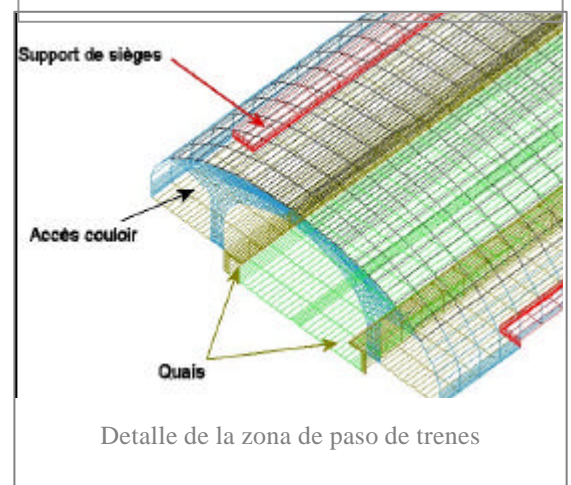 Support de sièges
Accès couloir
Quais
Detalle de la zona de paso de trenes